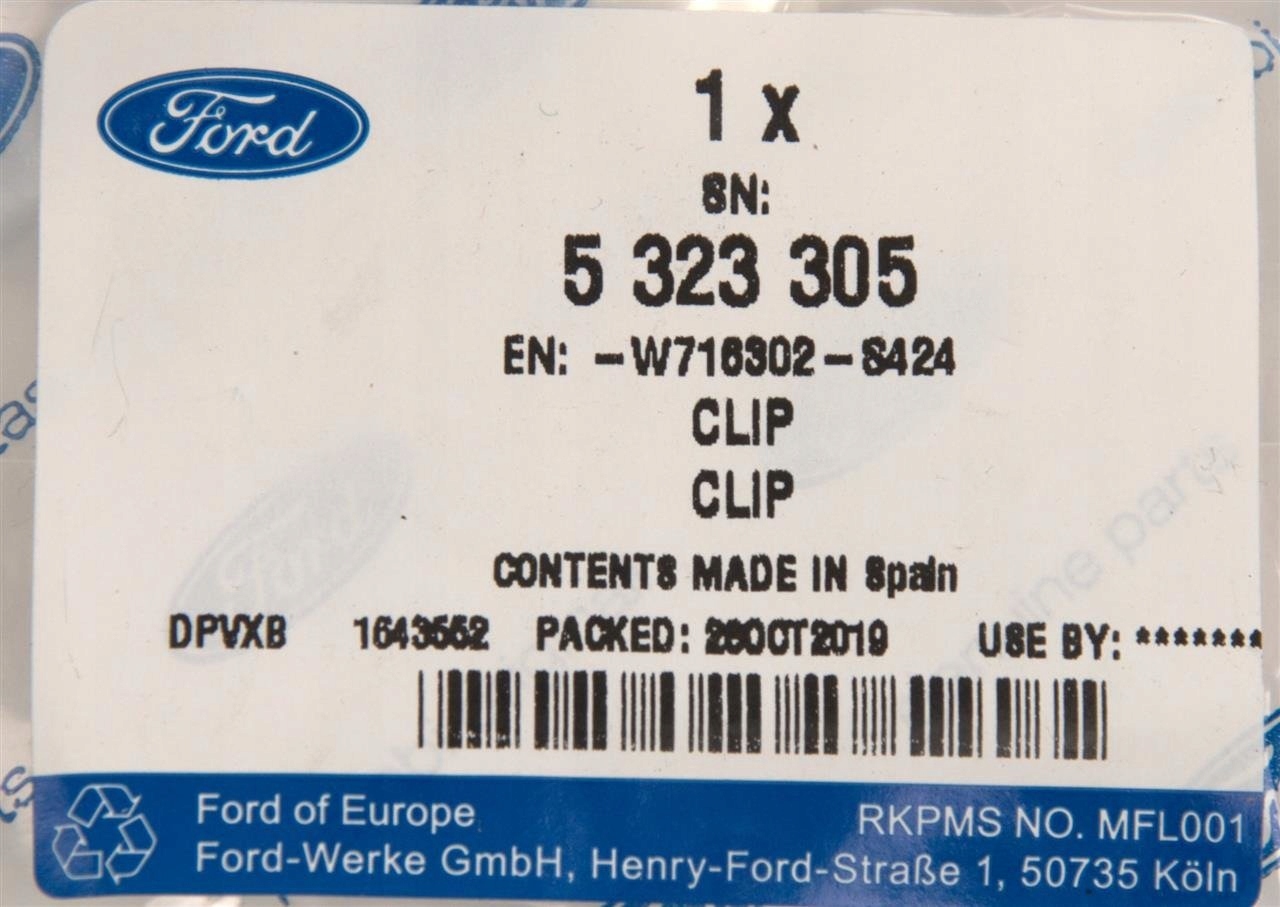 Ford
1 x
SN:
5 323 305
EN: -W716302-S424
CLIP
CLIP
CONTENTS MADE IN Spain
DPVXB 1643552 PACKED: OCT2019 USE BY: *******
Ford of Europe
Ford-Werke GmbH, Henry-Ford-Straße 1, 50735 Köln
RKPMS NO. MFL001